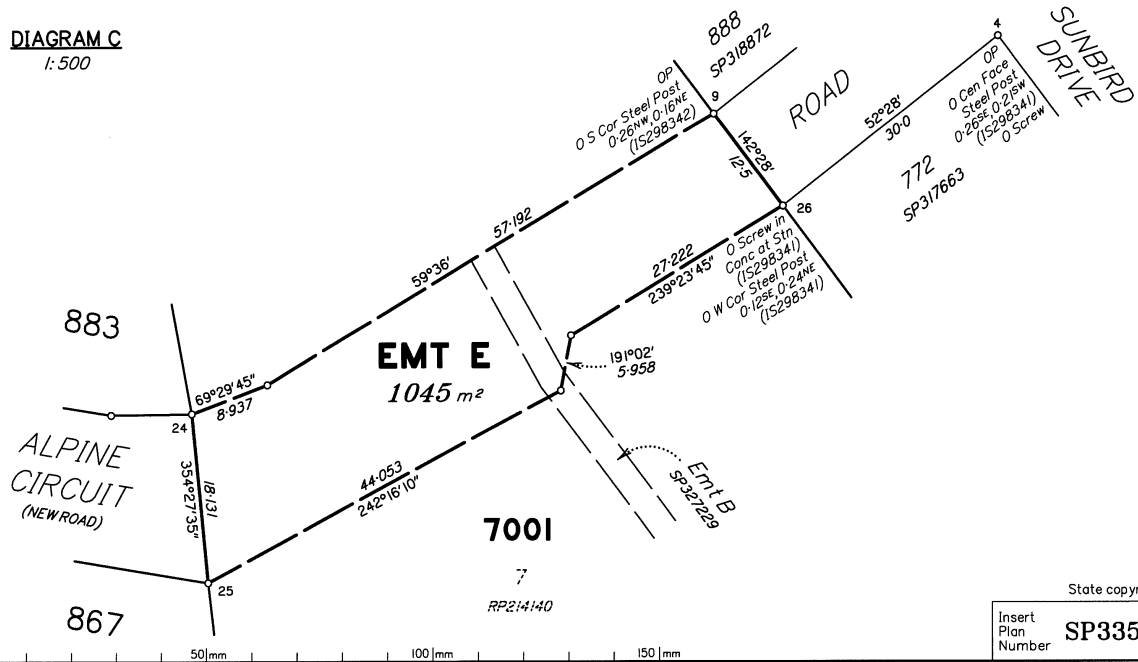 DIAGRAM C
1:500
888
SP318872
OP
O S Cor Steel Post
0·26NW,0·16NE
(IS298342)
9
ROAD
142°28'
12·5
4
SUNBIRD
DRIVE
OP
O Cen Face
Steel Post
0·26SE,0·21SW
(IS298341)
O Screw
52°28'
30·0
772
SP317663
26
O Screw in
Conc at Stn
(IS298341)
O W Cor Steel Post
0·12SE,0·24NE
(IS298341)
57·192
59°36'
27·222
239°23'45"
883
EMT E
1045 m²
191°02'
5·958
69°29'45"
8·937
24
ALPINE
CIRCUIT
(NEW ROAD)
18·131
354°27'35"
44·053
242°16'10"
Emt B
SP327229
7001
7
RP214140
25
867
State copyr
Insert
Plan
Number
SP335
50 mm
100 mm
150 mm